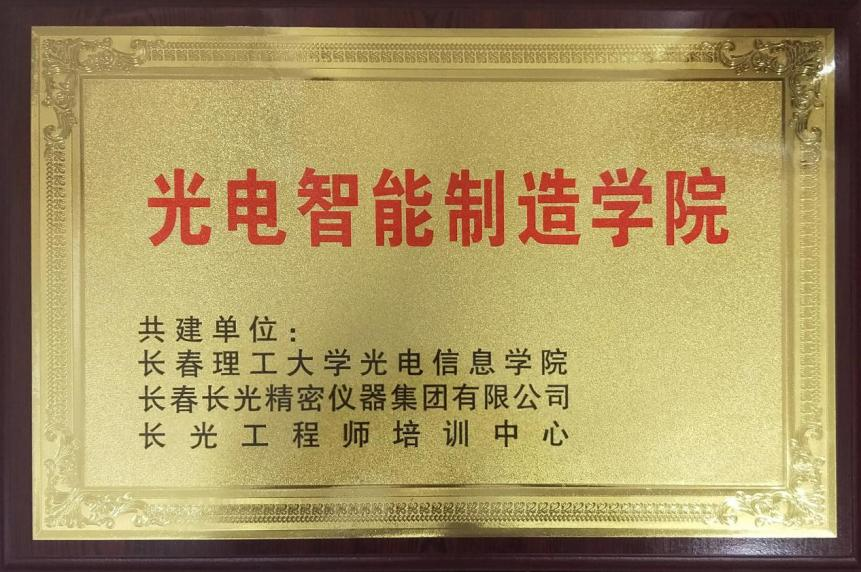 光电智能制造学院
共建单位：
长春理工大学光电信息学院
长春长光精密仪器集团有限公司
长光工程师培训中心